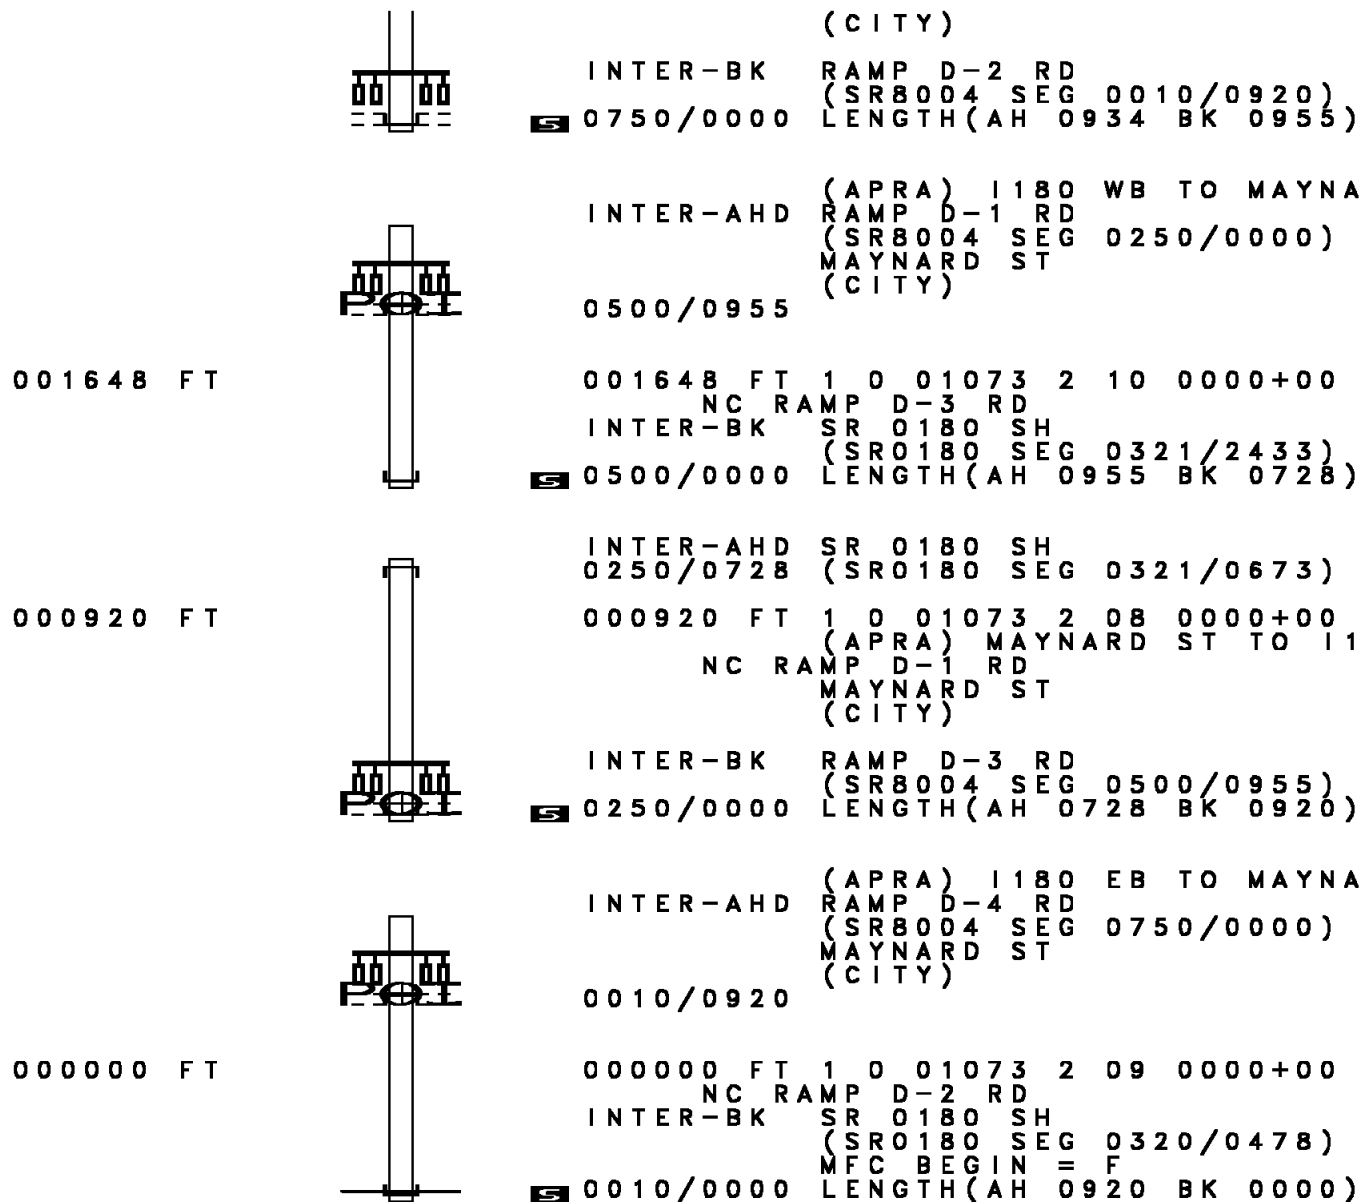 (CITY)
INTER-BK RAMP D-2 RD
(SR8004 SEG 0010/0920)
S 0750/0000 LENGTH(AH 0934 BK 0955)
(APRA) I180 WB TO MAYNA
INTER-AHD RAMP D-1 RD
(SR8004 SEG 0250/0000)
MAYNARD ST
(CITY)
POL
0500/0955
001648 FT 001648 FT 1 0 01073 2 10 0000+00
NC RAMP D-3 RD
INTER-BK SR 0180 SH
(SR0180 SEG 0321/2433)
S 0500/0000 LENGTH(AH 0955 BK 0728)
INTER-AHD SR 0180 SH
0250/0728 (SR0180 SEG 0321/0673)
000920 FT 000920 FT 1 0 01073 2 08 0000+00
(APRA) MAYNARD ST TO I1
NC RAMP D-1 RD
MAYNARD ST
(CITY)
INTER-BK RAMP D-3 RD
(SR8004 SEG 0500/0955)
POL S 0250/0000 LENGTH(AH 0728 BK 0920)
(APRA) I180 EB TO MAYNA
INTER-AHD RAMP D-4 RD
(SR8004 SEG 0750/0000)
MAYNARD ST
(CITY)
POL 0010/0920
000000 FT 000000 FT 1 0 01073 2 09 0000+00
NC RAMP D-2 RD
INTER-BK SR 0180 SH
(SR0180 SEG 0320/0478)
MFC BEGIN = F
S 0010/0000 LENGTH(AH 0920 BK 0000)